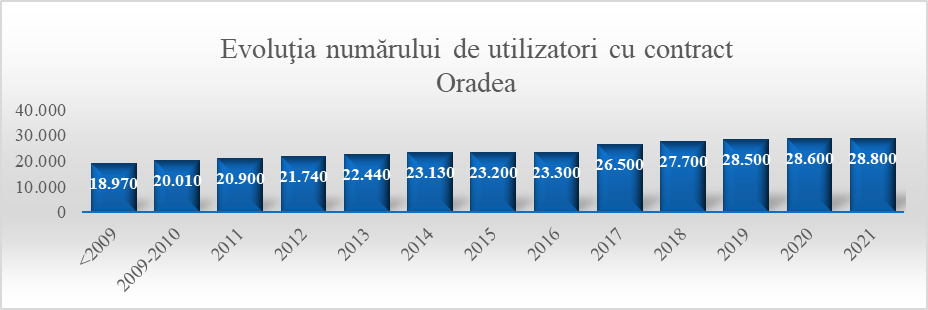 Evoluţia numărului de utilizatori cu contract
Oradea
40.000
30.000
20.000
10.000
0
18.970 20.010 20.900 21.740 22.440 23.130 23.200 23.300 26.500 27.700 28.500 28.600 28.800
<2009 2009-2010 2011 2012 2013 2014 2015 2016 2017 2018 2019 2020 2021